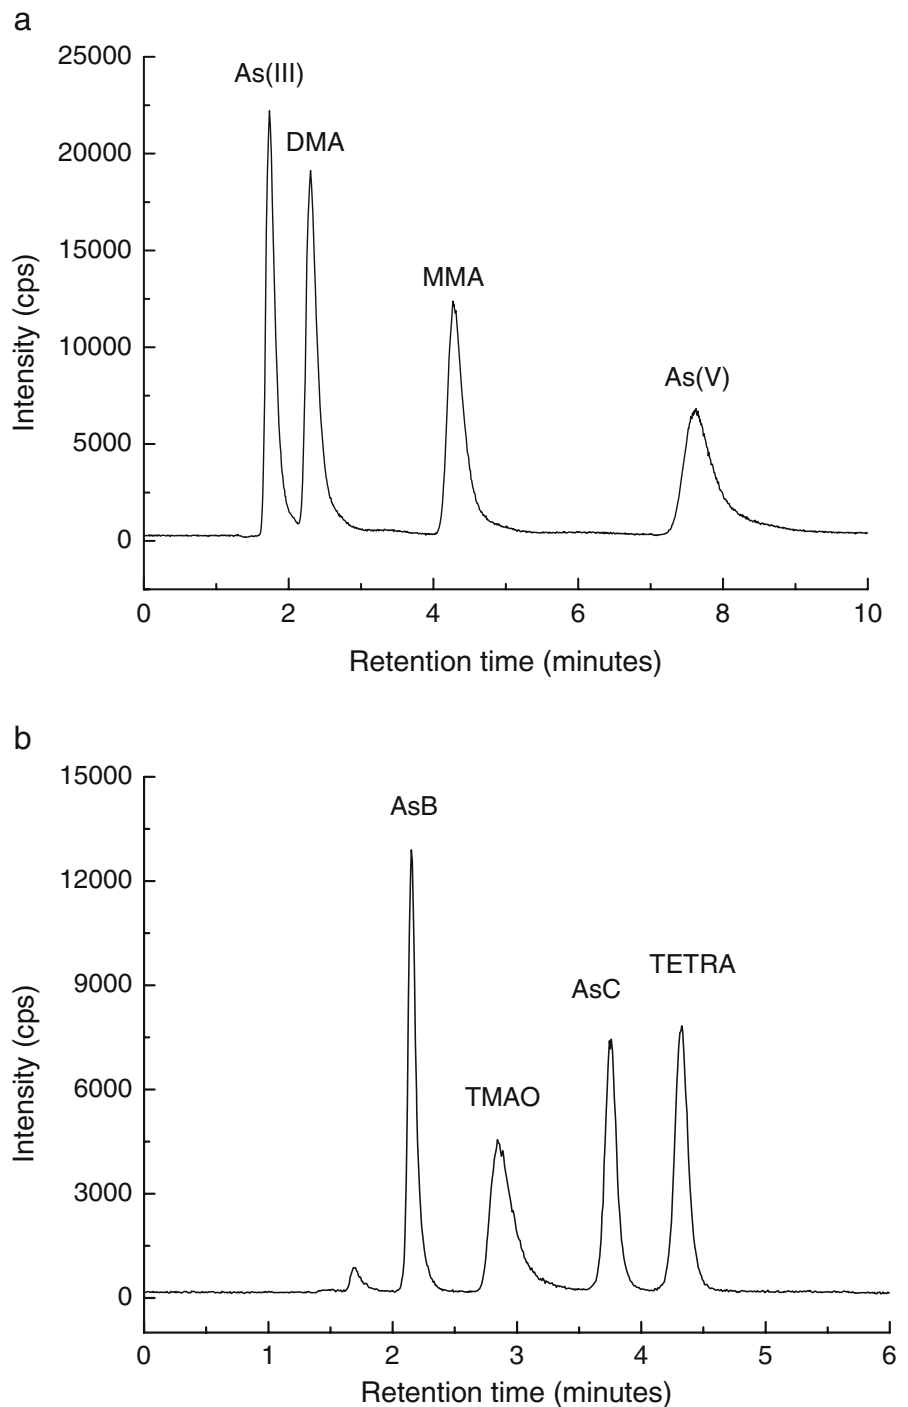 a
25000
As(III)
DMA
20000
15000
MMA
10000
As(V)
5000
0
Intensity (cps)
0 2 4 6 8 10
Retention time (minutes)
b
15000
AsB
12000
TETRA
9000
AsC
6000
TMAO
3000
0
Intensity (cps)
0 1 2 3 4 5 6
Retention time (minutes)